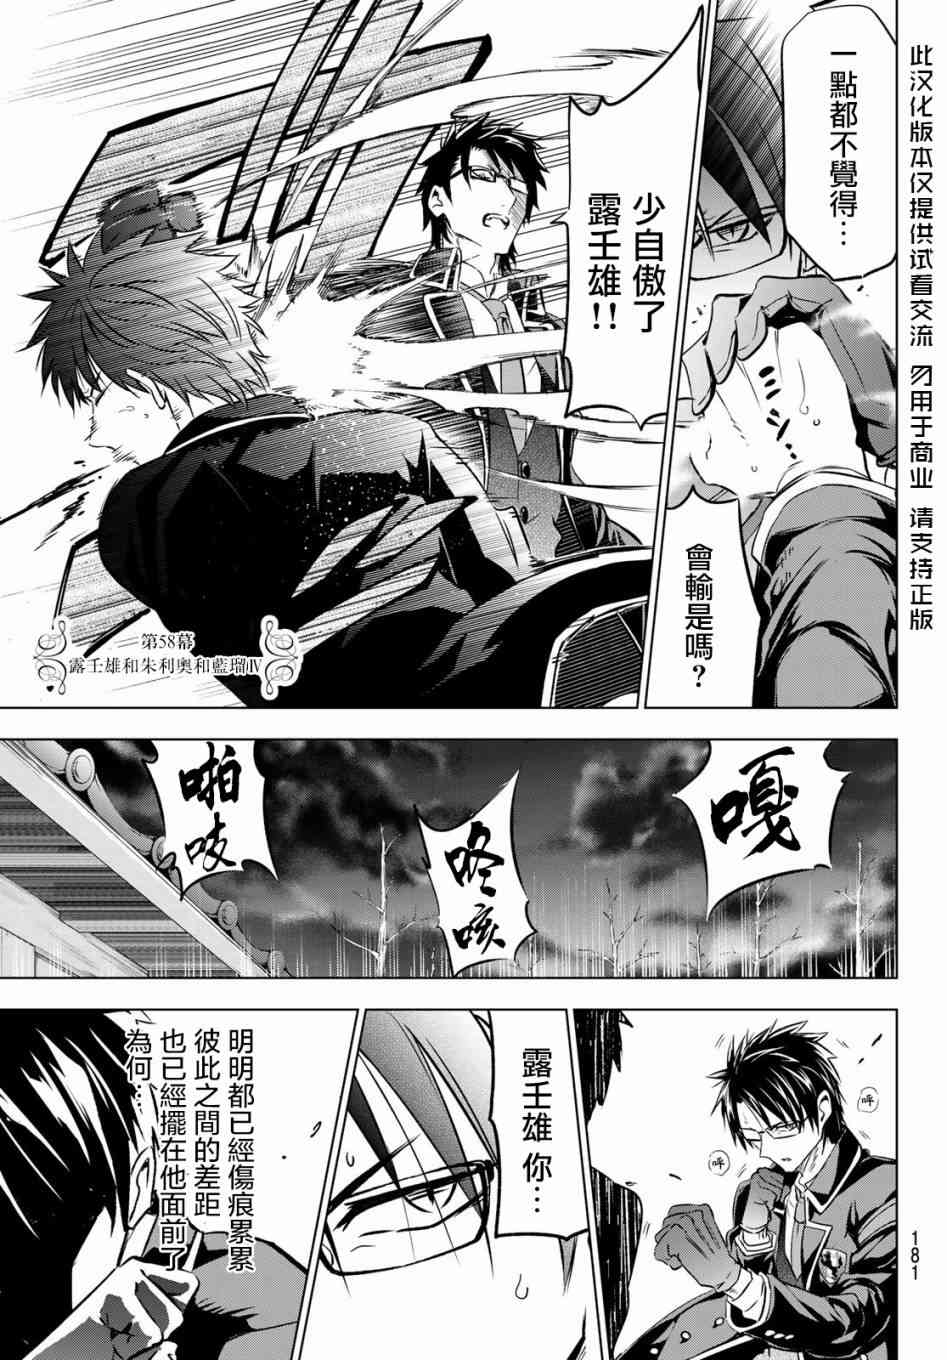 一點都不覺得…
會輸是嗎？
少自傲了
露壬雄!!
第58幕
露壬雄和朱利奧和藍瑠Ⅳ
嘎
咚
咳
啪
吱
呼
呼
露壬雄 你…
明明都已經傷痕累累
彼此之間的差距
也已經擺在他面前了
為何…
此汉化版本仅提供试看交流 勿用于商业 请支持正版
181